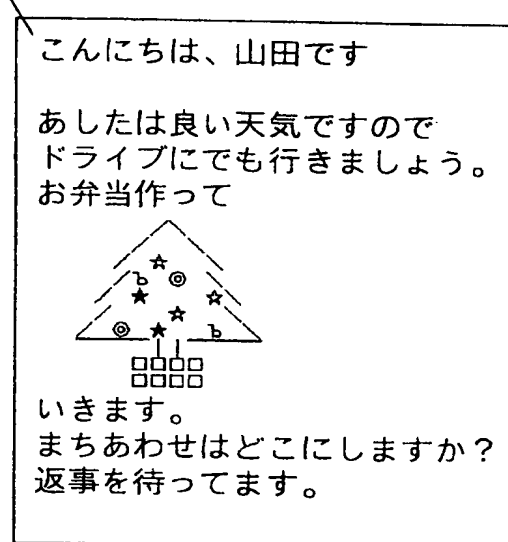 こんにちは、山田です
あしたは良い天気ですので
ドライブにでも行きましょう。
お弁当作って
☆
ь ◎
★ ☆
☆
◎ ★ ь
□□□□
□□□□
いきます。
まちあわせはどこにしますか？
返事を待ってます。